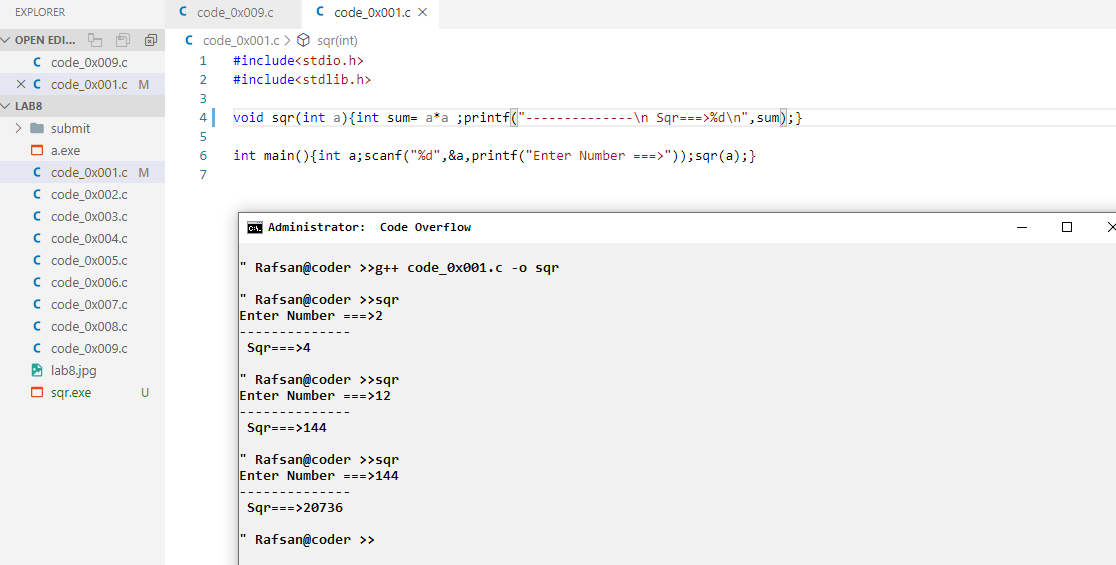 EXPLORER
OPEN EDI...
C code_0x009.c
C code_0x001.c M
LAB8
submit
a.exe
C code_0x001.c M
C code_0x002.c
C code_0x003.c
C code_0x004.c
C code_0x005.c
C code_0x006.c
C code_0x007.c
C code_0x008.c
C code_0x009.c
lab8.jpg
sqr.exe U
C code_0x009.c
C code_0x001.c
C code_0x001.c > sqr(int)
1 #include<stdio.h>
2 #include<stdlib.h>
3
4 void sqr(int a){int sum= a*a ;printf("--------------\n Sqr===>%d\n",sum);}
5
6 int main(){int a;scanf("%d",&a,printf("Enter Number ===>"));sqr(a);}
7
C:\. Administrator: Code Overflow
" Rafsan@coder >>g++ code_0x001.c -o sqr
" Rafsan@coder >>sqr
Enter Number ===>2
--------------
Sqr===>4
" Rafsan@coder >>sqr
Enter Number ===>12
--------------
Sqr===>144
" Rafsan@coder >>sqr
Enter Number ===>144
--------------
Sqr===>20736
" Rafsan@coder >>